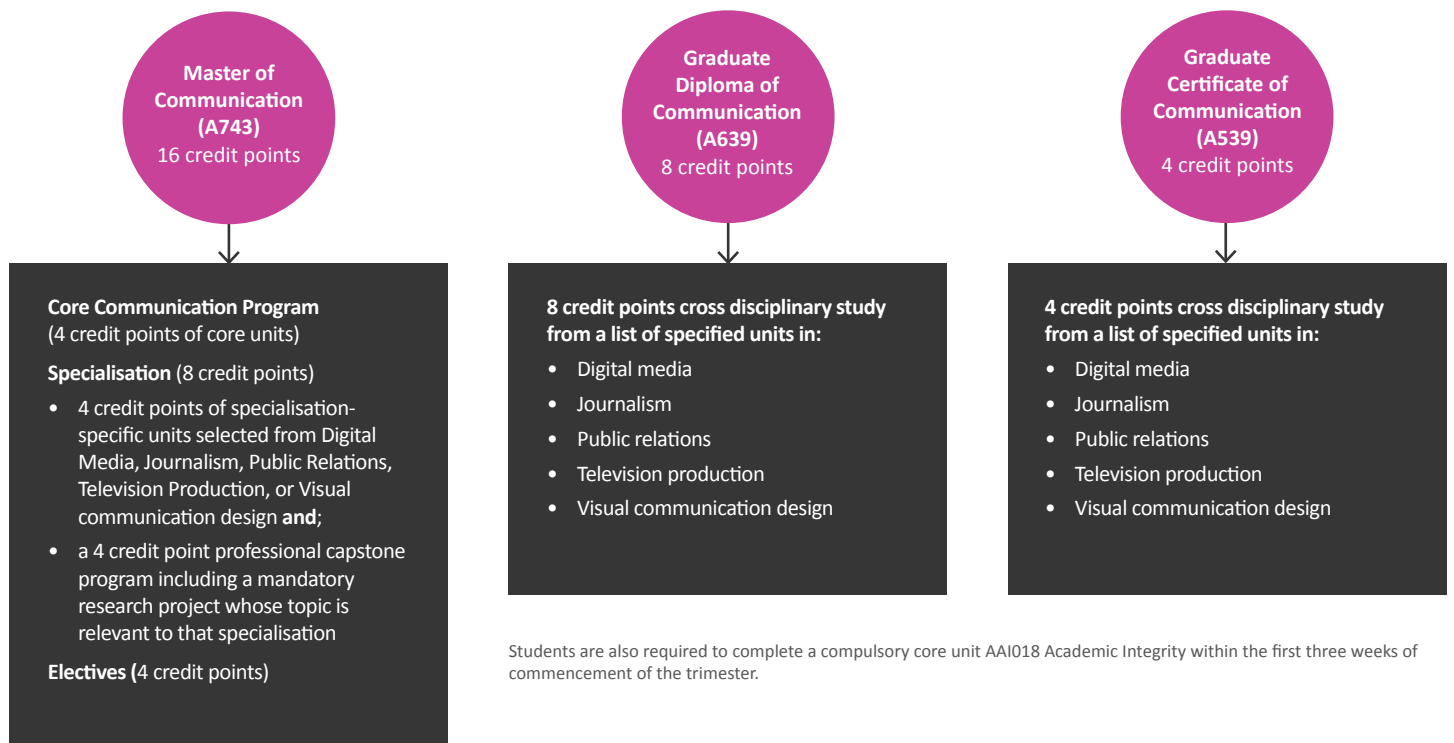 Master of
Communication
(A743)
16 credit points
Graduate
Diploma of
Communication
(A639)
8 credit points
Graduate
Certificate of
Communication
(A539)
4 credit points
Core Communication Program
(4 credit points of core units)
Specialisation (8 credit points)
• 4 credit points of specialisation-
specific units selected from Digital
Media, Journalism, Public Relations,
Television Production, or Visual
communication design and;
• a 4 credit point professional capstone
program including a mandatory
research project whose topic is
relevant to that specialisation
Electives (4 credit points)
8 credit points cross disciplinary study
from a list of specified units in:
• Digital media
• Journalism
• Public relations
• Television production
• Visual communication design
4 credit points cross disciplinary study
from a list of specified units in:
• Digital media
• Journalism
• Public relations
• Television production
• Visual communication design
Students are also required to complete a compulsory core unit AAI018 Academic Integrity within the first three weeks of
commencement of the trimester.